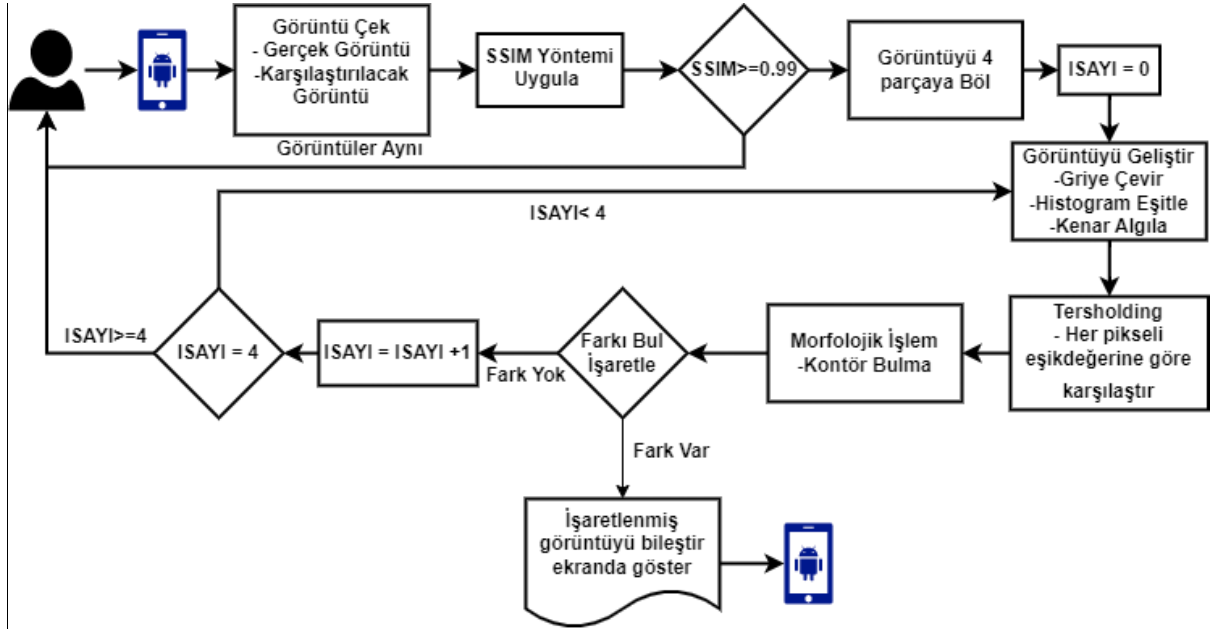 Görüntü Çek
- Gerçek Görüntü
-Karşılaştırılacak
Görüntü
SSIM Yöntemi
Uygula
SSIM>=0.99
Görüntüyü 4
parçaya Böl
ISAYI = 0
Görüntüler Aynı
Görüntüyü Geliştir
-Griye Çevir
-Histogram Eşitle
-Kenar Algıla
ISAYI< 4
Tersholding
- Her pikseli
eşikdeğerine göre
karşılaştır
Morfolojik İşlem
-Kontör Bulma
Farkı Bul
İşaretle
Fark Yok
ISAYI = ISAYI +1
ISAYI = 4
ISAYI>=4
Fark Var
İşaretlenmiş
görüntüyü bileştir
ekranda göster